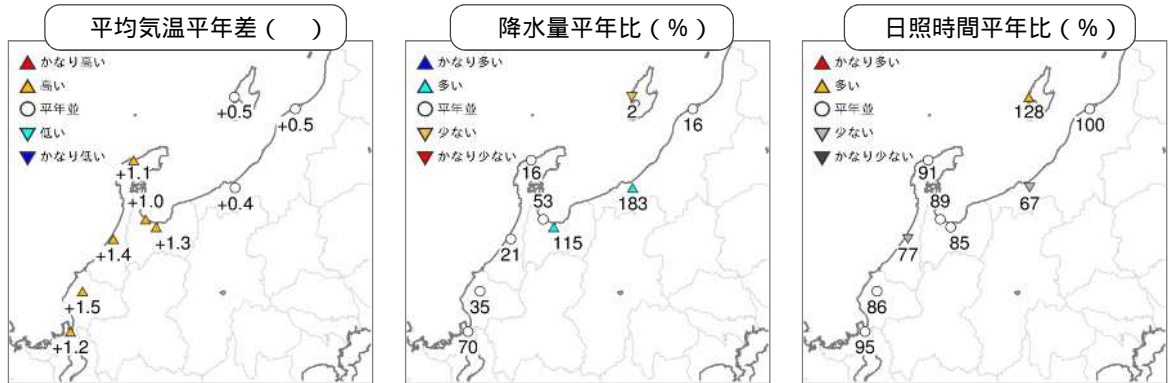 平均気温平年差（　）
かなり高い
高い
平年並
低い
かなり低い
+0.5
+0.5
+1.1
+1.0
+0.4
+1.3
+1.4
+1.5
+1.2
降水量平年比（％）
かなり多い
多い
平年並
少ない
かなり少ない
2
16
16
53
183
115
21
35
70
日照時間平年比（％）
かなり多い
多い
平年並
少ない
かなり少ない
128
100
91
89
67
85
77
86
95